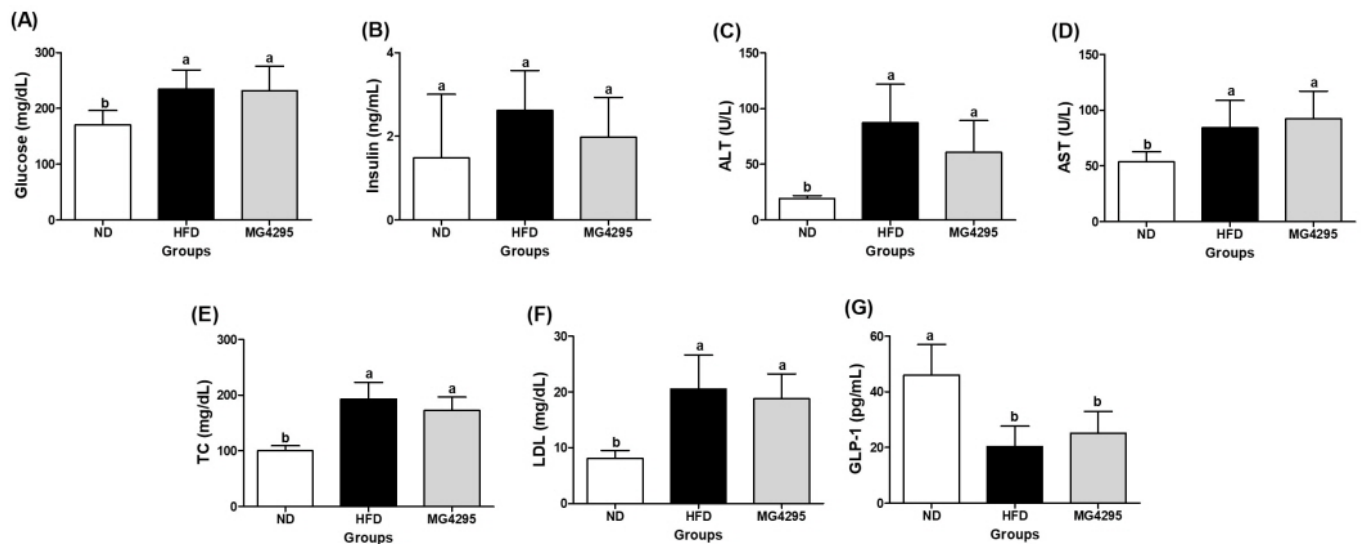 (A)
Glucose (mg/dL)
300
200
100
0
b
a
a
ND HFD MG4295
Groups
(B)
Insulin (ng/mL)
4
2
0
a
a
a
ND HFD MG4295
Groups
(C)
ALT (U/L)
150
100
50
0
b
a
a
ND HFD MG4295
Groups
(D)
AST (U/L)
150
100
50
0
b
a
a
ND HFD MG4295
Groups
(E)
TC (mg/dL)
300
200
100
0
b
a
a
ND HFD MG4295
Groups
(F)
LDL (mg/dL)
30
20
10
0
b
a
a
ND HFD MG4295
Groups
(G)
GLP-1 (pg/mL)
60
40
20
0
a
b
b
ND HFD MG4295
Groups